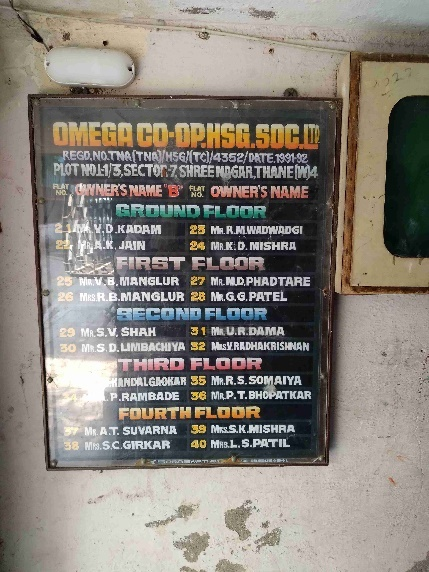 OMEGA CO-OP.HSG.SOC.LTD
REGD.NO.TNA(TNA)/HSG/(TC)/4352/DATE.1991-92
PLOT NO.L-1/3, SECTOR-7 SHREE NAGAR, THANE (W) 4
FLAT NO. OWNER'S NAME "B" FLAT NO. OWNER'S NAME
GROUND FLOOR
21 V.D.KADAM 23 MR.R.M.WADWADGI
22 A.K.JAIN 24 MR.K.D.MISHRA
FIRST FLOOR
25 MR.V.B.MANGLUR 27 MR.M.D.PHADTARE
26 MRS.R.B.MANGLUR 28 MR.G.G.PATEL
SECOND FLOOR
29 MR.S.V.SHAH 31 MR.U.R.DAMA
30 MR.S.D.LIMBACHIYA 32 MRS.V.RADHAKRISHNAN
THIRD FLOOR
35 MR.R.S.SOMAIYA
P.RAMBADE 36 MR.P.T.BHOPATKAR
FOURTH FLOOR
37 MR.A.T.SUVARNA 39 MRS.S.K.MISHRA
38 MRS.S.C.GIRKAR 40 MRS.L.S.PATIL